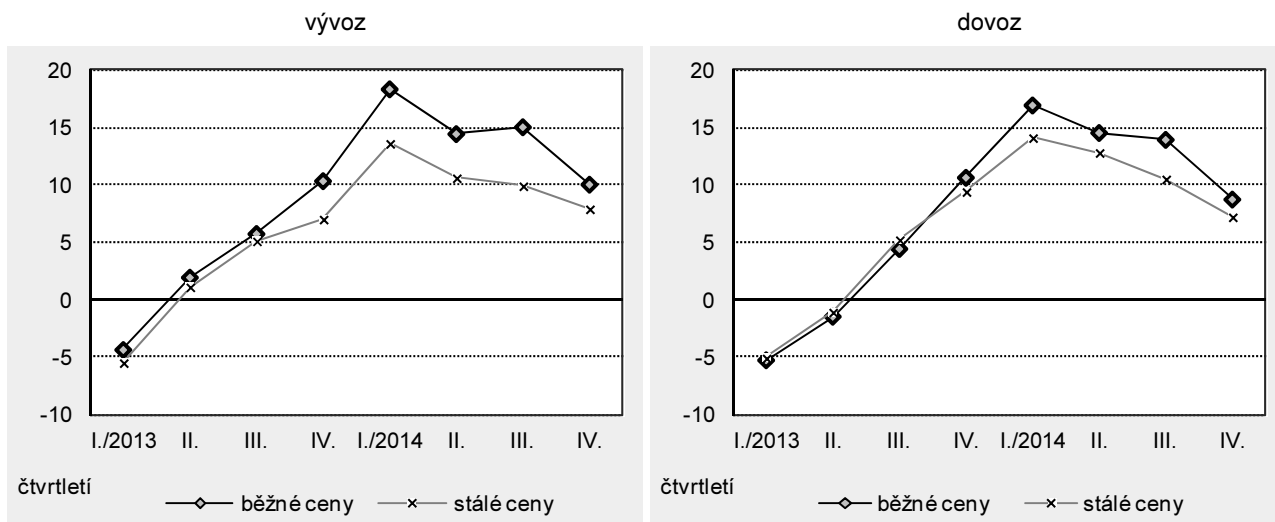 vývoz
20
15
10
5
0
-5
-10
I./2013 II. III. IV. I./2014 II. III. IV.
čtvrtletí
běžné ceny stálé ceny
dovoz
20
15
10
5
0
-5
-10
I./2013 II. III. IV. I./2014 II. III. IV.
čtvrtletí
běžné ceny stálé ceny